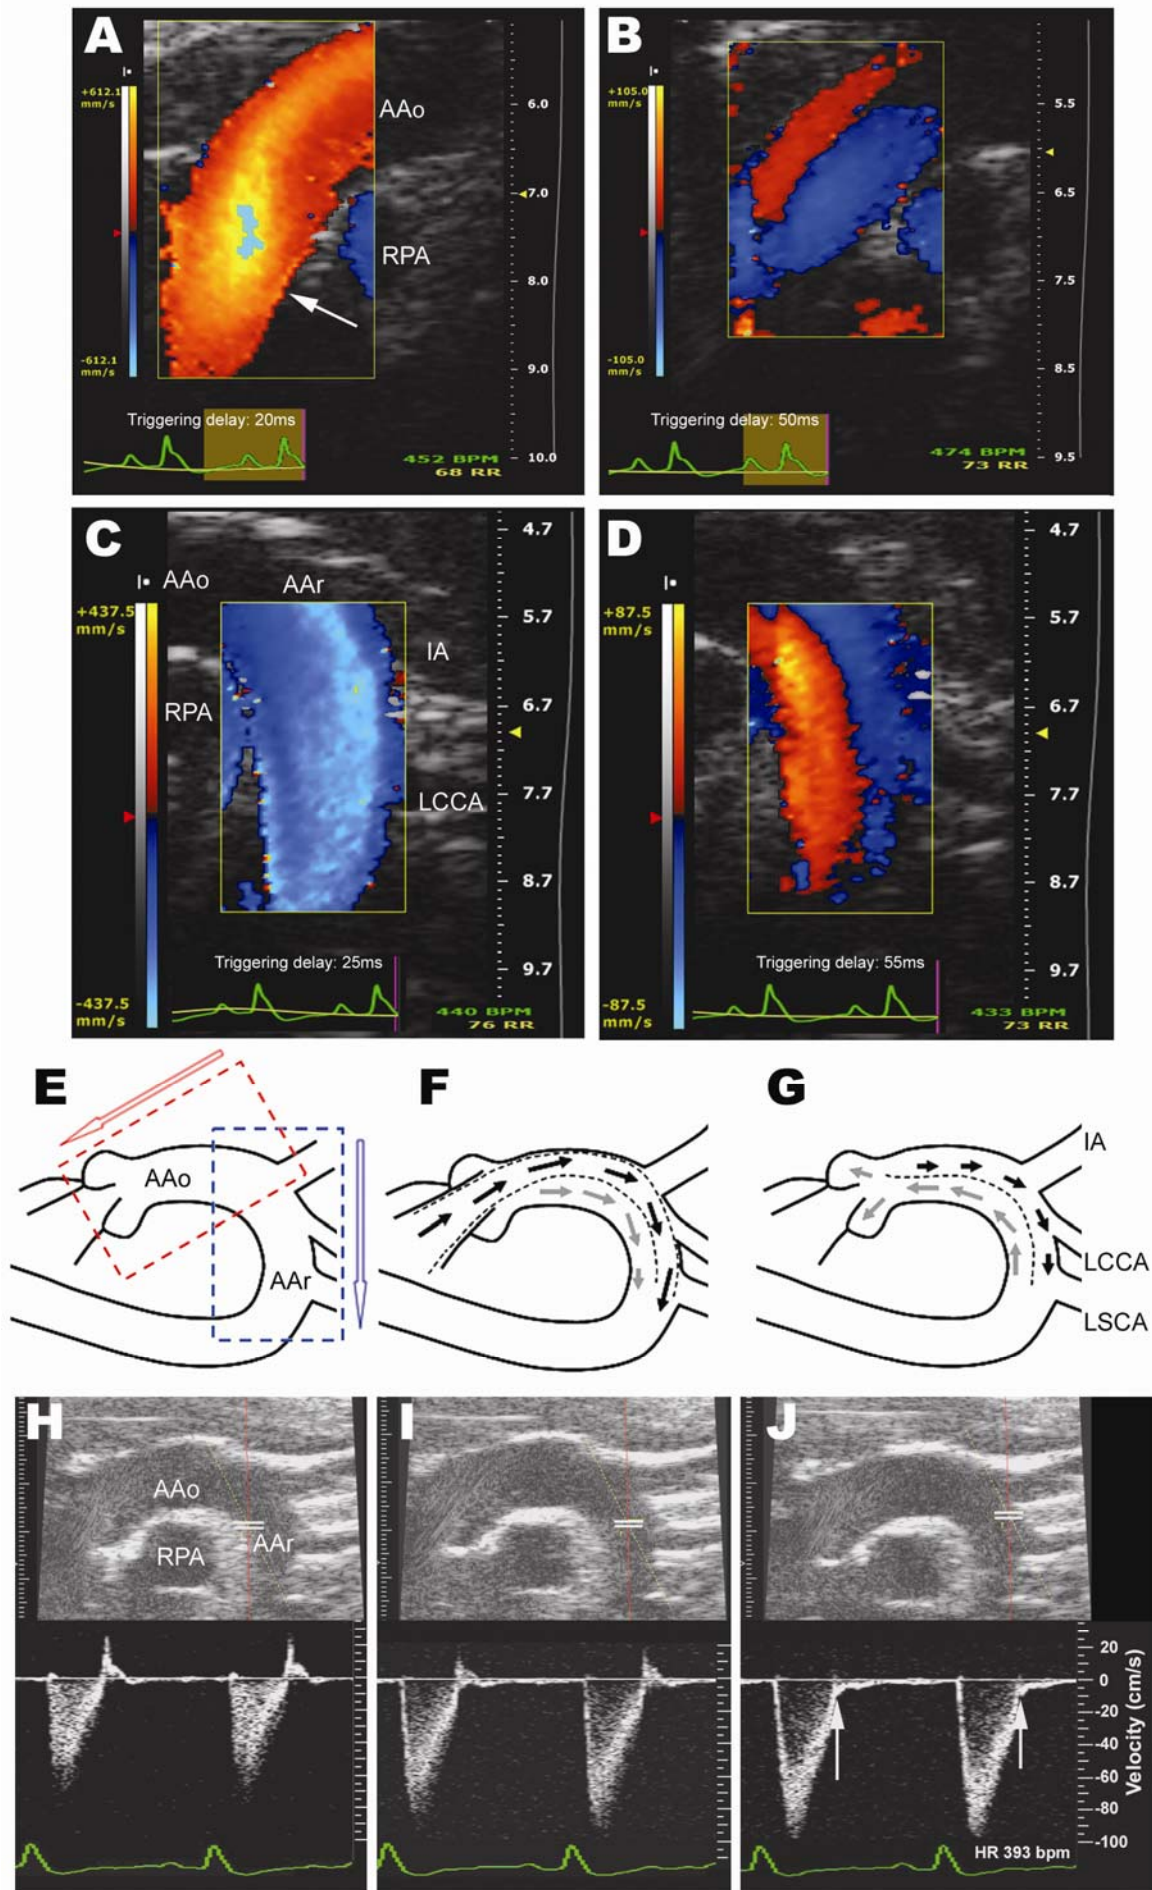 A
+612.1
mm/s
-612.1
mm/s
AAo
RPA
6.0
7.0
8.0
9.0
10.0
Triggering delay: 20ms
452 BPM
68 RR
B
+105.0
mm/s
-105.0
mm/s
5.5
6.5
7.5
8.5
9.5
Triggering delay: 50ms
474 BPM
73 RR
C
+437.5
mm/s
-437.5
mm/s
AAo
AAr
IA
RPA
LCCA
4.7
5.7
6.7
7.7
8.7
9.7
Triggering delay: 25ms
440 BPM
76 RR
D
+87.5
mm/s
-87.5
mm/s
4.7
5.7
6.7
7.7
8.7
9.7
Triggering delay: 55ms
433 BPM
73 RR
E
AAo
AAr
F
G
IA
LCCA
LSCA
H
AAo
RPA
AAr
I
J
20
0
-20
-40
-60
-80
-100
Velocity (cm/s)
HR 393 bpm